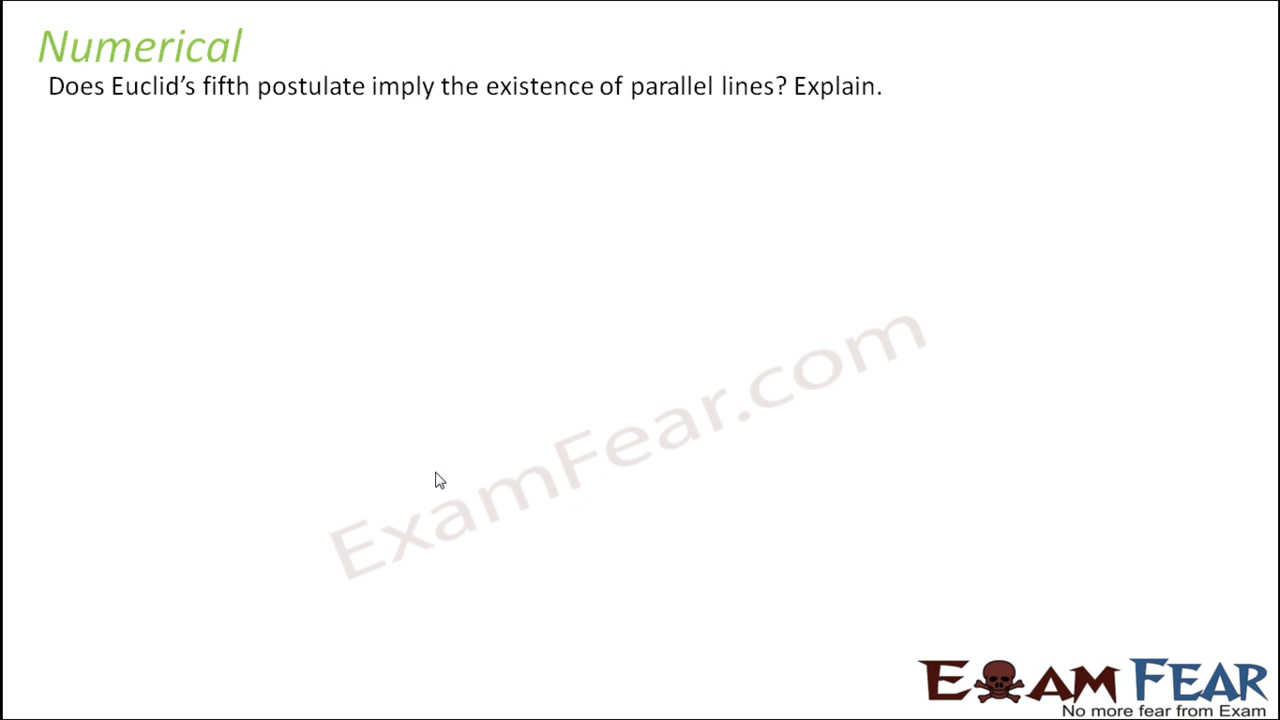 Numerical
Does Euclid’s fifth postulate imply the existence of parallel lines? Explain.
ExamFear.com
EXAM FEAR
No more fear from Exam